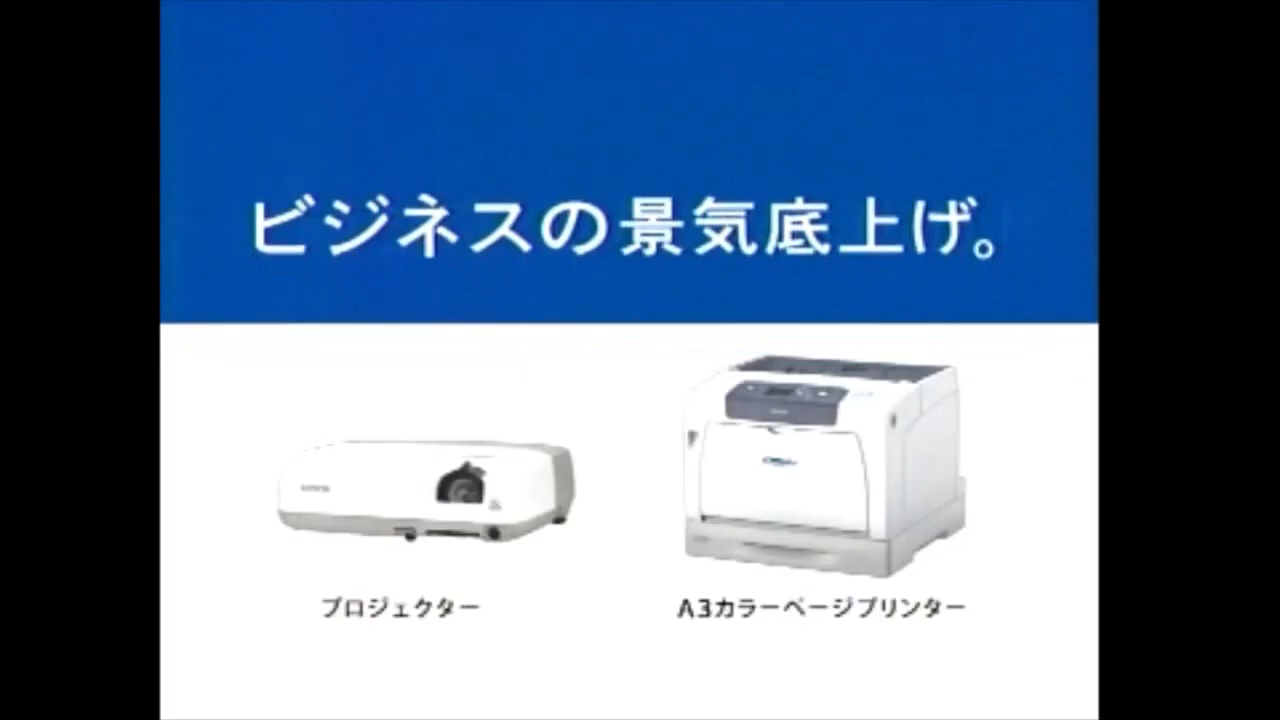 ビジネスの景気底上げ。
プロジェクター
A3カラーページプリンター